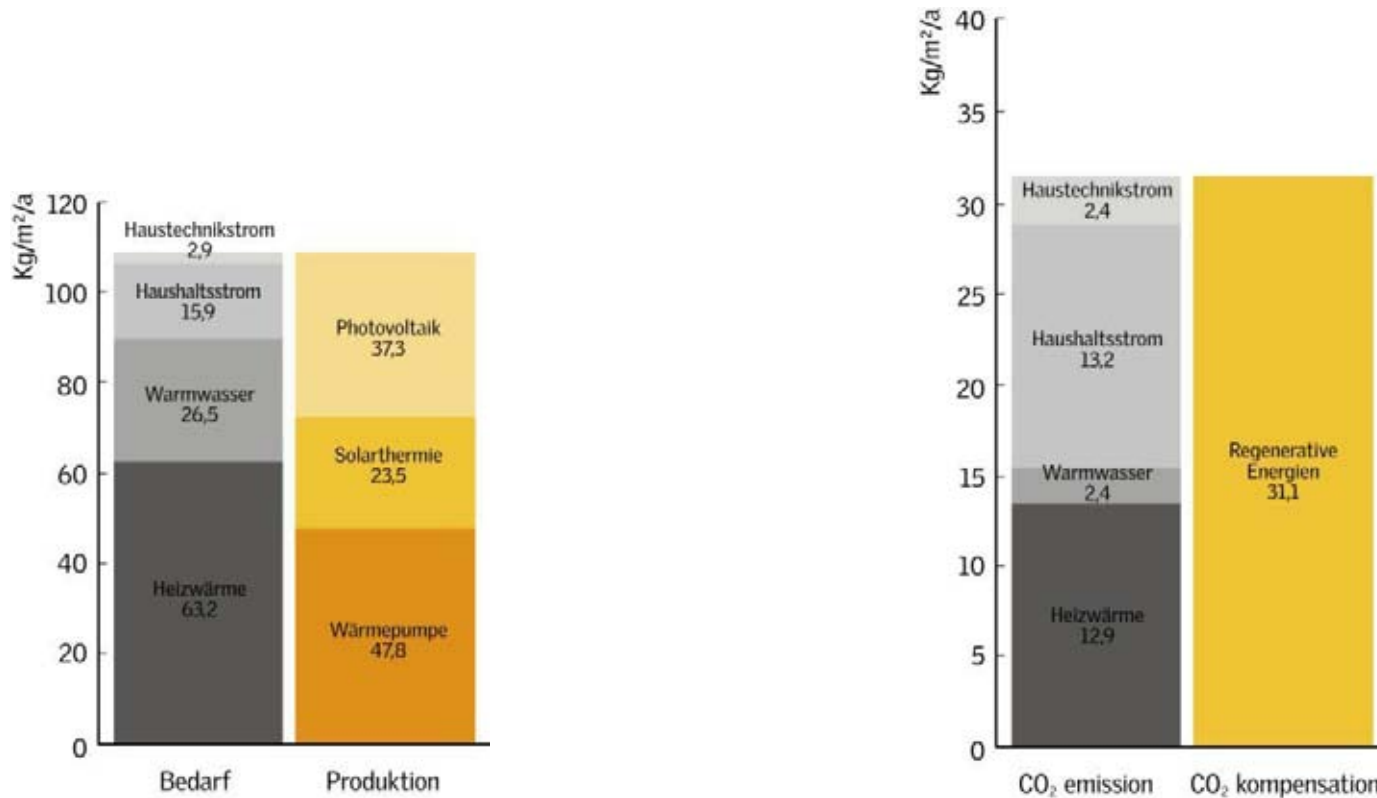 Kg/m²/a
120
100
80
60
40
20
0
Haustechnikstrom
2,9
Haushaltsstrom
15,9
Warmwasser
26,5
Heizwärme
63,2
Photovoltaik
37,3
Solarthermie
23,5
Wärmepumpe
47,8
Bedarf
Produktion
Kg/m²/a
40
35
30
25
20
15
10
5
0
Haustechnikstrom
2,4
Haushaltsstrom
13,2
Warmwasser
2,4
Heizwärme
12,9
Regenerative
Energien
31,1
CO₂ emission
CO₂ kompensation